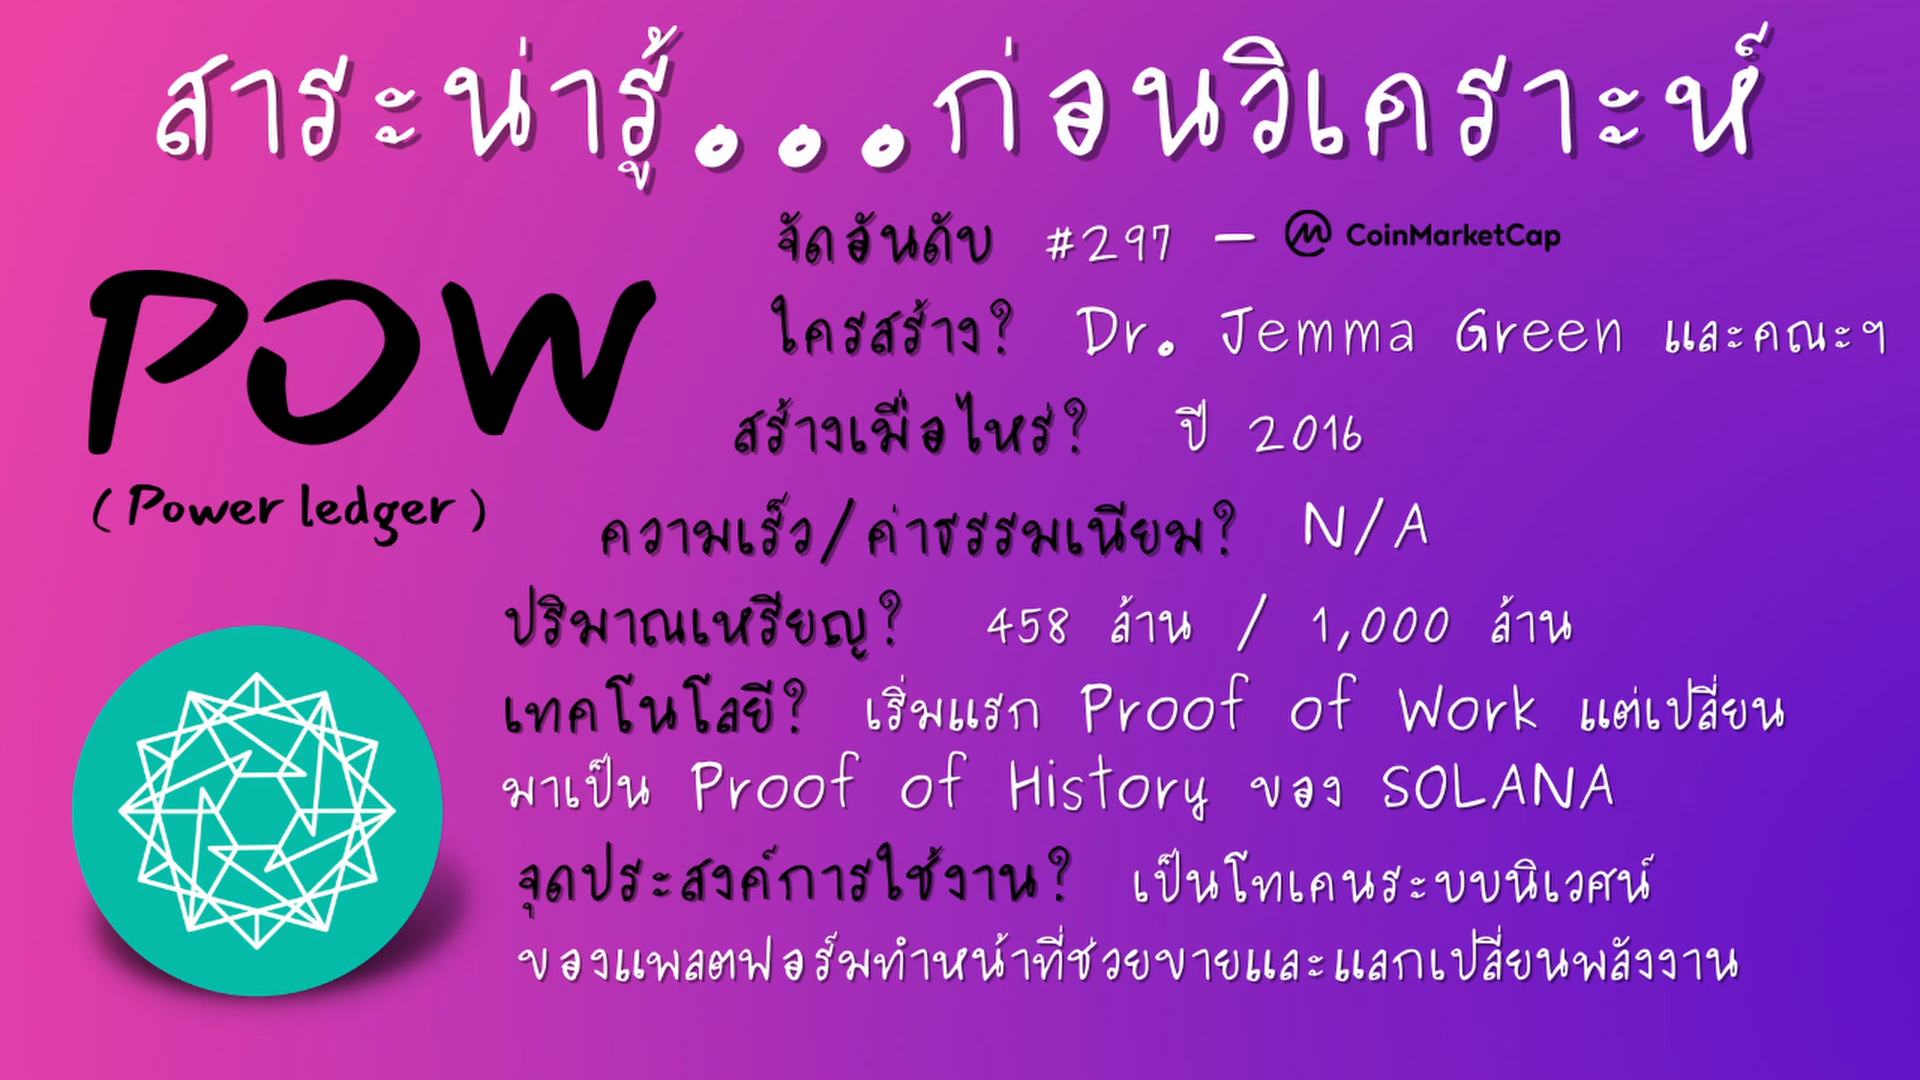 สาระน่ารู้...ก่อนวิเคราะห์
จัดอันดับ #297 – CoinMarketCap
POW
(Power ledger)
ใครสร้าง? Dr. Jemma Green และคณะฯ
สร้างเมื่อไหร่? ปี 2016
ความเร็ว/ค่าธรรมเนียม? N/A
ปริมาณเหรียญ? 458 ล้าน / 1,000 ล้าน
เทคโนโลยี? เริ่มแรก Proof of Work แต่เปลี่ยน
มาเป็น Proof of History ของ SOLANA
จุดประสงค์การใช้งาน? เป็นโทเคนระบบนิเวศน์
ของแพลตฟอร์มทำหน้าที่ช่วยขายและแลกเปลี่ยนพลังงาน